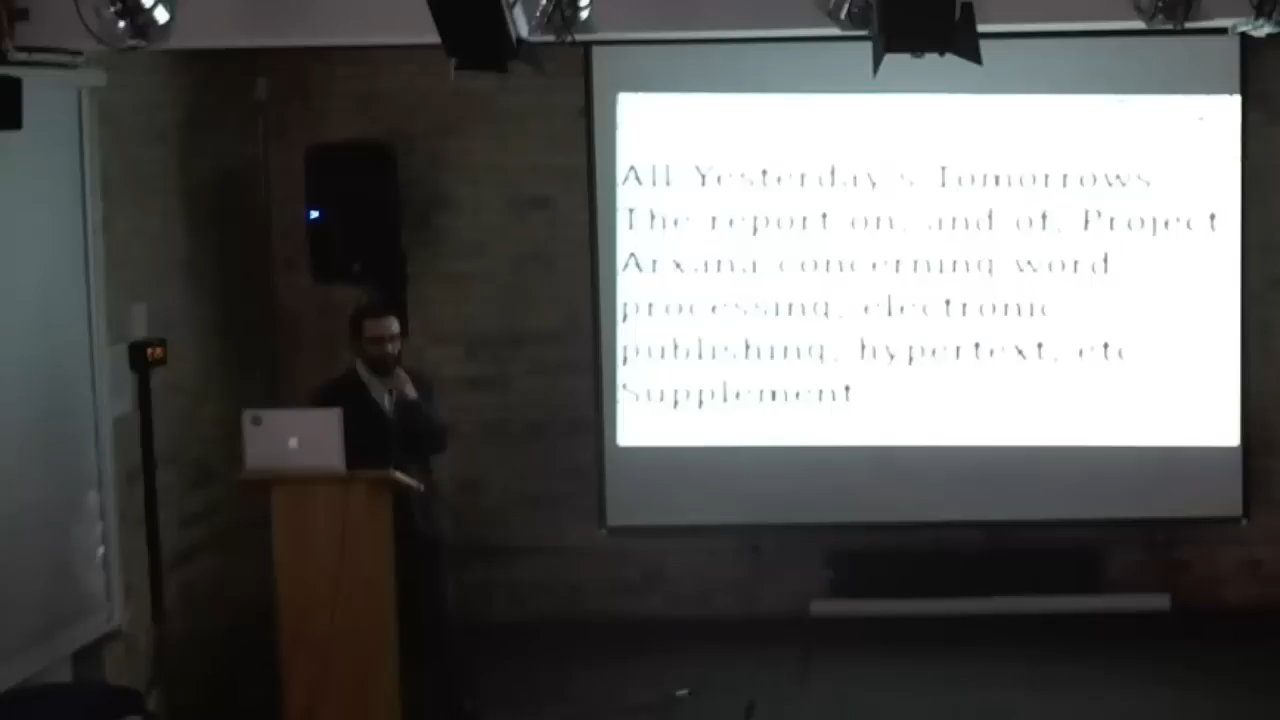 All Yesterday's Tomorrows
The report on, and of, Project
Arxana concerning word
processing, electronic
publishing, hypertext, etc
Supplement